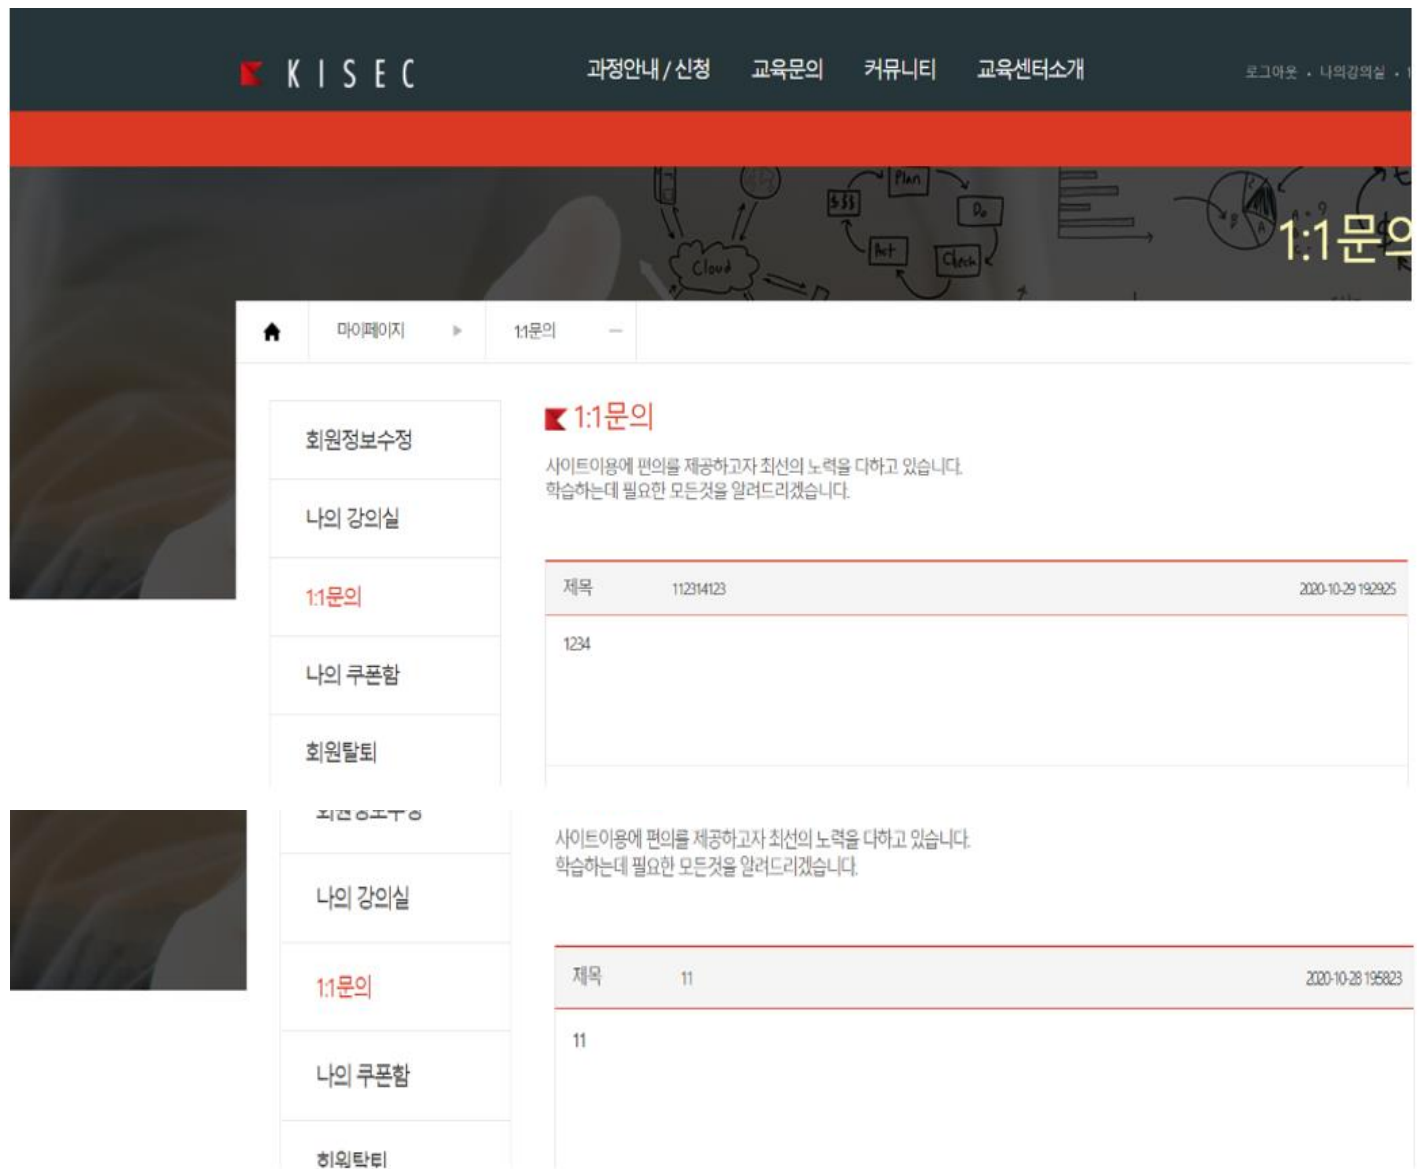 KISEC
과정안내 / 신청 교육문의 커뮤니티 교육센터소개
로그아웃 • 나의강의실 • 1
Plan
$$$
Do
Act
Check
Cloud
B
A
1:1문으
마이페이지 ▶ 1:1문의 —
회원정보수정
나의 강의실
1:1문의
나의 쿠폰함
회원탈퇴
1:1문의
사이트이용에 편의를 제공하고자 최선의 노력을 다하고 있습니다.
학습하는데 필요한 모든것을 알려드리겠습니다.
제목 112314123 2020-10-29 19:29:25
1234
회원정보수정
나의 강의실
1:1문의
나의 쿠폰함
회원탈퇴
사이트이용에 편의를 제공하고자 최선의 노력을 다하고 있습니다.
학습하는데 필요한 모든것을 알려드리겠습니다.
제목 11 2020-10-28 19:58:23
11